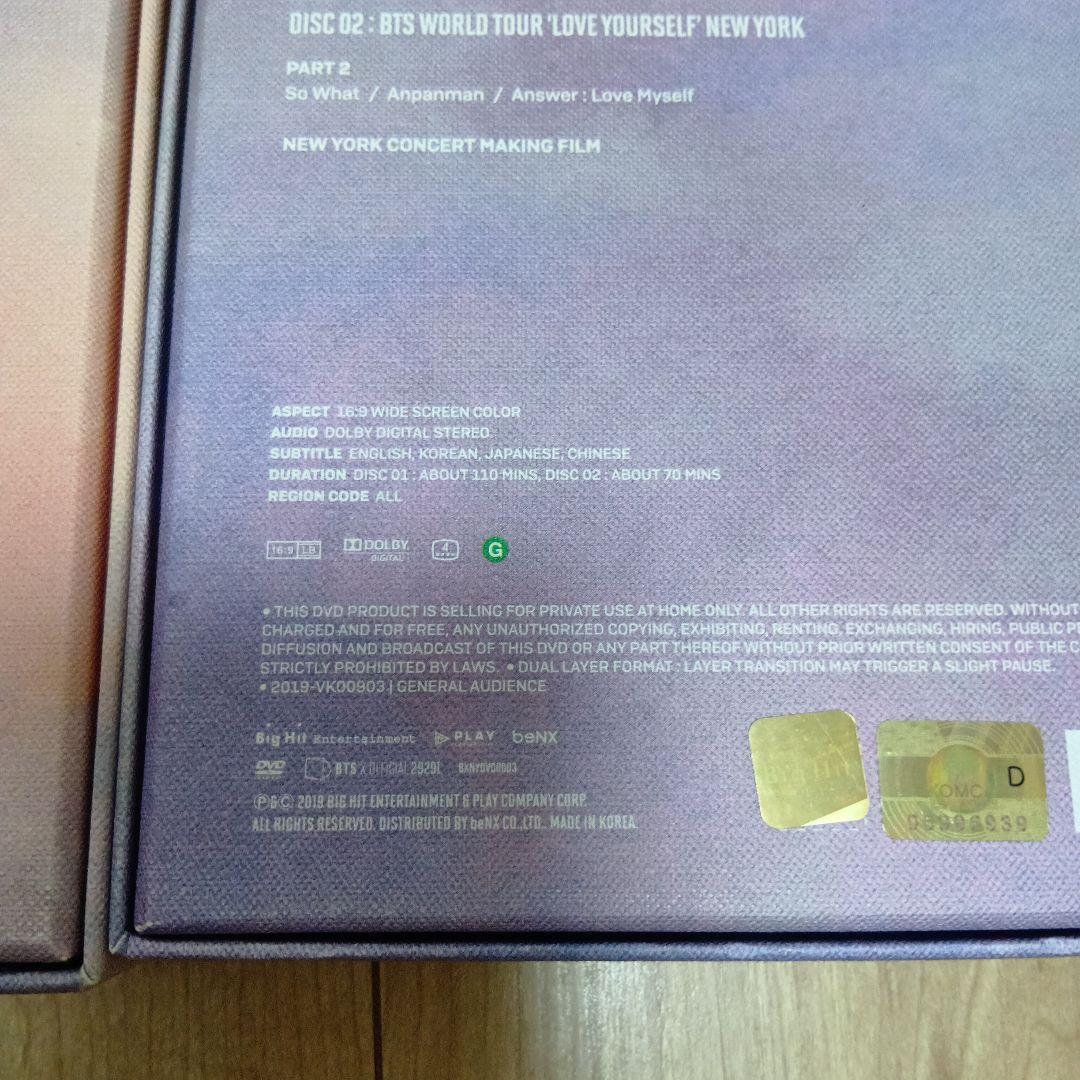 DISC 02 : BTS WORLD TOUR 'LOVE YOURSELF' NEW YORK
PART 2
So What / Anpanman / Answer : Love Myself
NEW YORK CONCERT MAKING FILM
ASPECT 16:9 WIDE SCREEN COLOR
AUDIO DOLBY DIGITAL STEREO
SUBTITLE ENGLISH, KOREAN, JAPANESE, CHINESE
DURATION DISC 01 : ABOUT 110 MINS, DISC 02 : ABOUT 70 MINS
REGION CODE ALL
16:9 LB DOLBY DIGITAL 4 G
• THIS DVD PRODUCT IS SELLING FOR PRIVATE USE AT HOME ONLY. ALL OTHER RIGHTS ARE RESERVED. WITHOUT
CHARGED AND FOR FREE, ANY UNAUTHORIZED COPYING, EXHIBITING, RENTING, EXCHANGING, HIRING, PUBLIC
DIFFUSION AND BROADCAST OF THIS DVD OR ANY PART THEREOF WITHOUT PRIOR WRITTEN CONSENT OF THE
STRICTLY PROHIBITED BY LAWS. • DUAL LAYER FORMAT : LAYER TRANSITION MAY TRIGGER A SLIGHT PAUSE.
• 2019-VK00903 | GENERAL AUDIENCE
Big Hit Entertainment PLAY beNX
DVD BTS X OFFICIAL
℗&© 2019 BIG HIT ENTERTAINMENT & PLAY COMPANY CORP.
ALL RIGHTS RESERVED. DISTRIBUTED BY beNX CO.,LTD. MADE IN KOREA.
KOMCA D